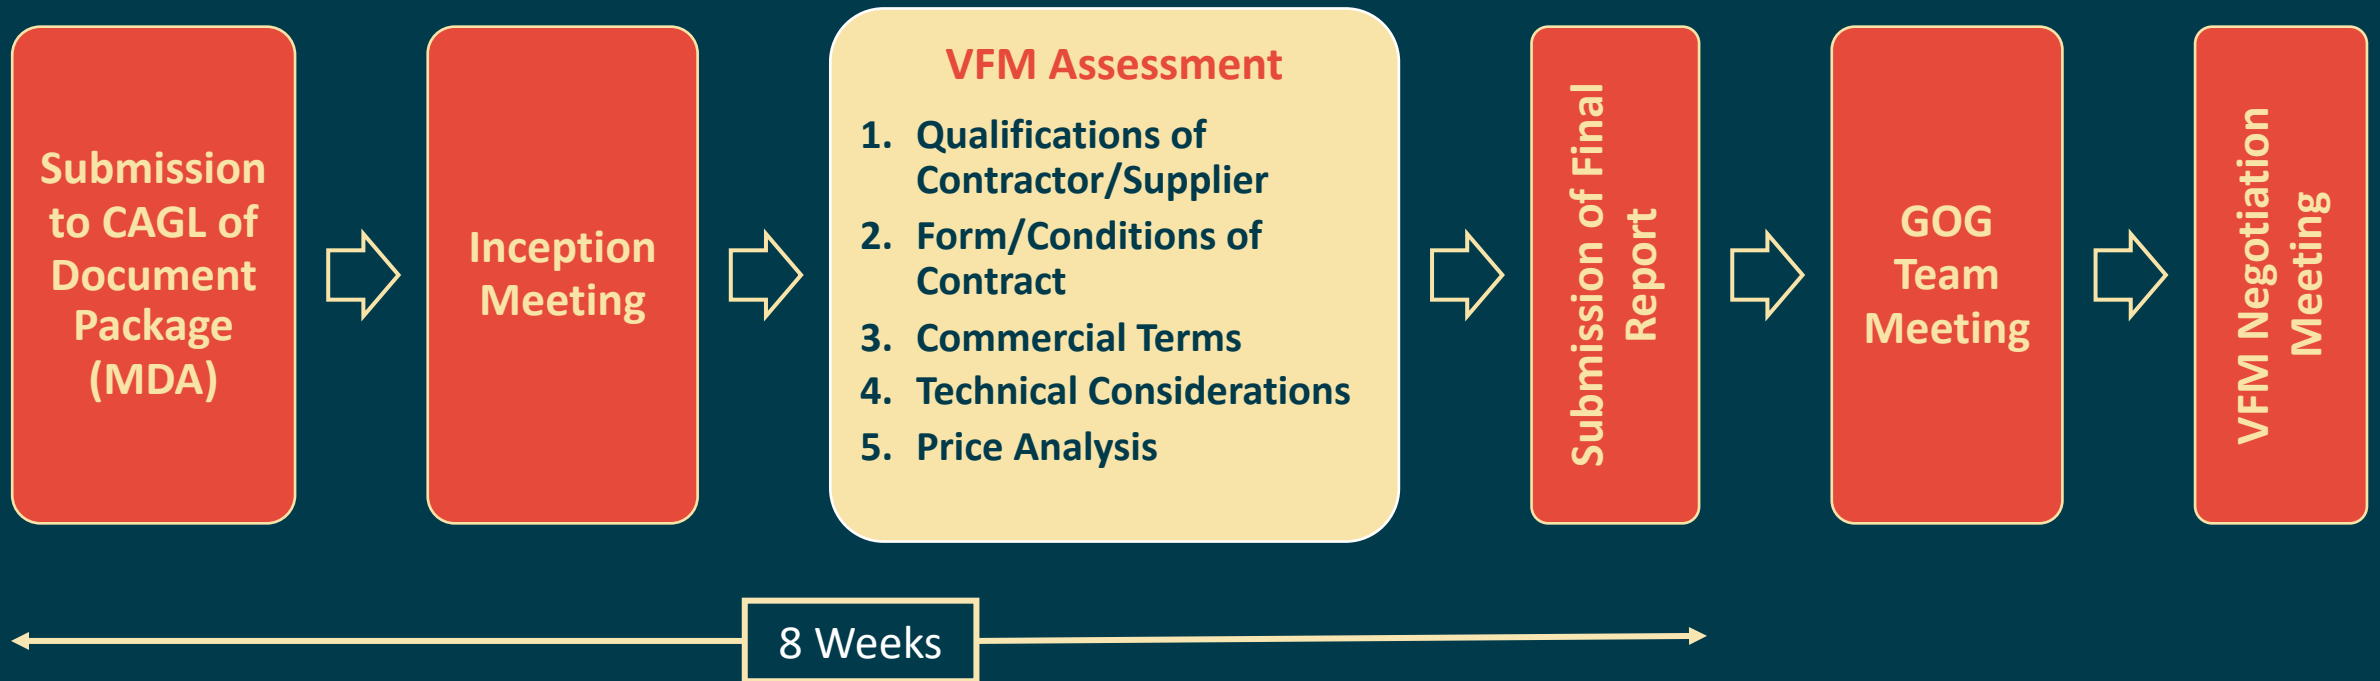 Submission
to CAGL of
Document
Package
(MDA)
Inception
Meeting
VFM Assessment
1. Qualifications of
Contractor/Supplier
2. Form/Conditions of
Contract
3. Commercial Terms
4. Technical Considerations
5. Price Analysis
Submission of Final
Report
GOG
Team
Meeting
VFM Negotiation
Meeting
8 Weeks